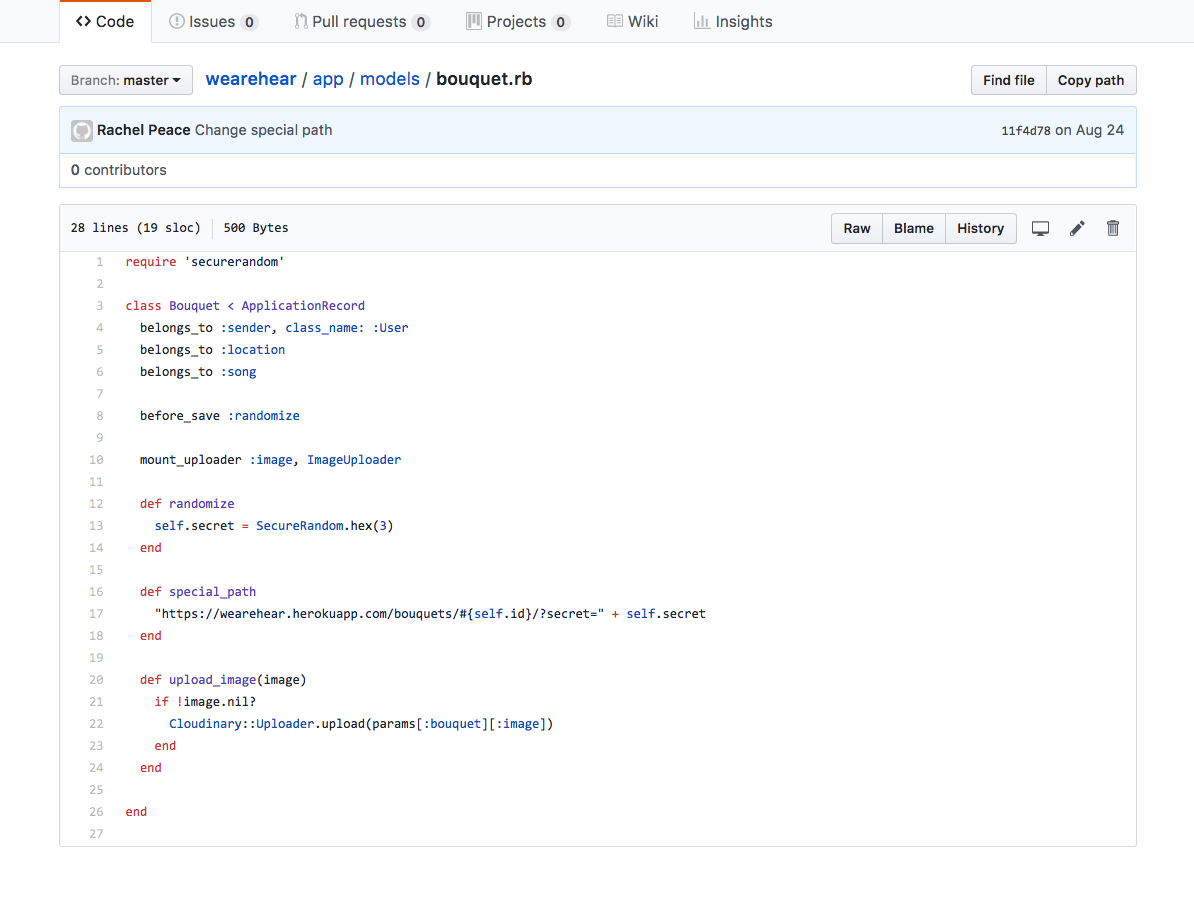 Code Issues 0 Pull requests 0 Projects 0 Wiki Insights
Branch: master wearehear / app / models / bouquet.rb Find file Copy path
Rachel Peace Change special path 11f4d78 on Aug 24
0 contributors
28 lines (19 sloc) 500 Bytes Raw Blame History
1 require 'securerandom'
2
3 class Bouquet < ApplicationRecord
4 belongs_to :sender, class_name: :User
5 belongs_to :location
6 belongs_to :song
7
8 before_save :randomize
9
10 mount_uploader :image, ImageUploader
11
12 def randomize
13 self.secret = SecureRandom.hex(3)
14 end
15
16 def special_path
17 "https://wearehear.herokuapp.com/bouquets/#{self.id}/?secret=" + self.secret
18 end
19
20 def upload_image(image)
21 if !image.nil?
22 Cloudinary::Uploader.upload(params[:bouquet][:image])
23 end
24 end
25
26 end
27